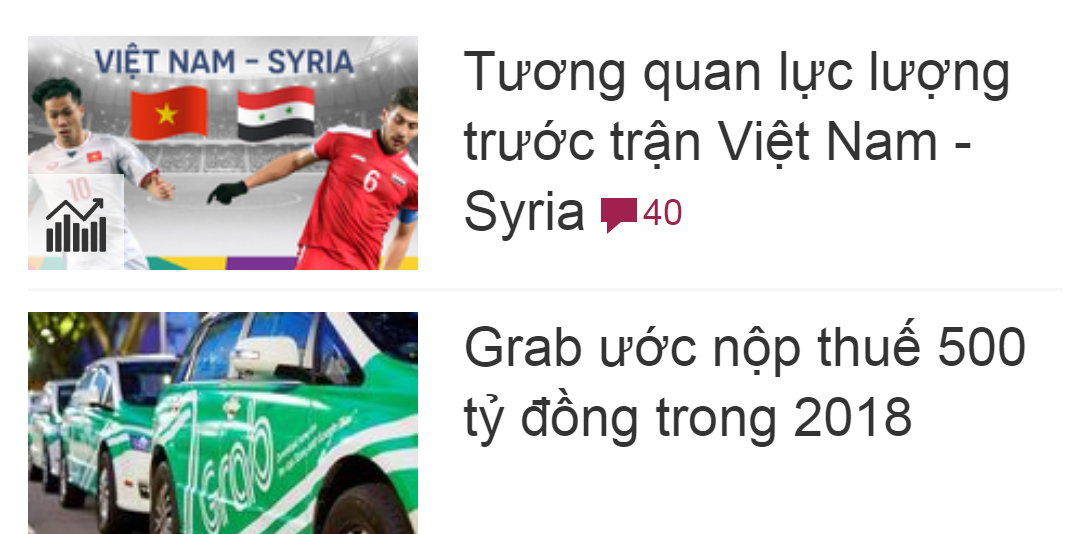 VIỆT NAM - SYRIA
10
6
Tương quan lực lượng
trước trận Việt Nam -
Syria 40
Grab
Grab ước nộp thuế 500
tỷ đồng trong 2018